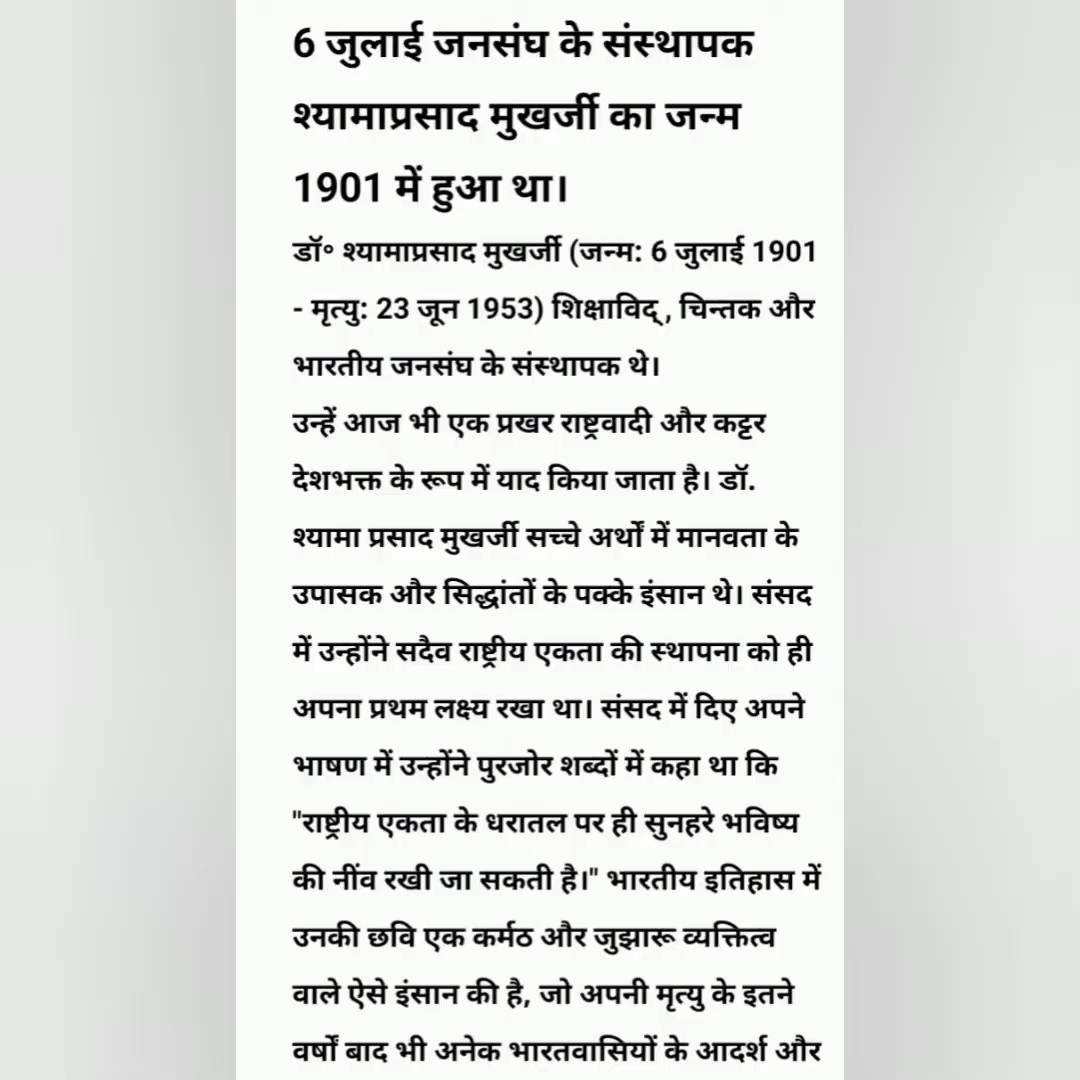 6 जुलाई जनसंघ के संस्थापक
श्यामाप्रसाद मुखर्जी का जन्म
1901 में हुआ था।
डॉ॰ श्यामाप्रसाद मुखर्जी (जन्म: 6 जुलाई 1901
- मृत्यु: 23 जून 1953) शिक्षाविद् , चिन्तक और
भारतीय जनसंघ के संस्थापक थे।
उन्हें आज भी एक प्रखर राष्ट्रवादी और कट्टर
देशभक्त के रूप में याद किया जाता है। डॉ.
श्यामा प्रसाद मुखर्जी सच्चे अर्थों में मानवता के
उपासक और सिद्धांतों के पक्के इंसान थे। संसद
में उन्होंने सदैव राष्ट्रीय एकता की स्थापना को ही
अपना प्रथम लक्ष्य रखा था। संसद में दिए अपने
भाषण में उन्होंने पुरजोर शब्दों में कहा था कि
"राष्ट्रीय एकता के धरातल पर ही सुनहरे भविष्य
की नींव रखी जा सकती है।" भारतीय इतिहास में
उनकी छवि एक कर्मठ और जुझारू व्यक्तित्व
वाले ऐसे इंसान की है, जो अपनी मृत्यु के इतने
वर्षों बाद भी अनेक भारतवासियों के आदर्श और